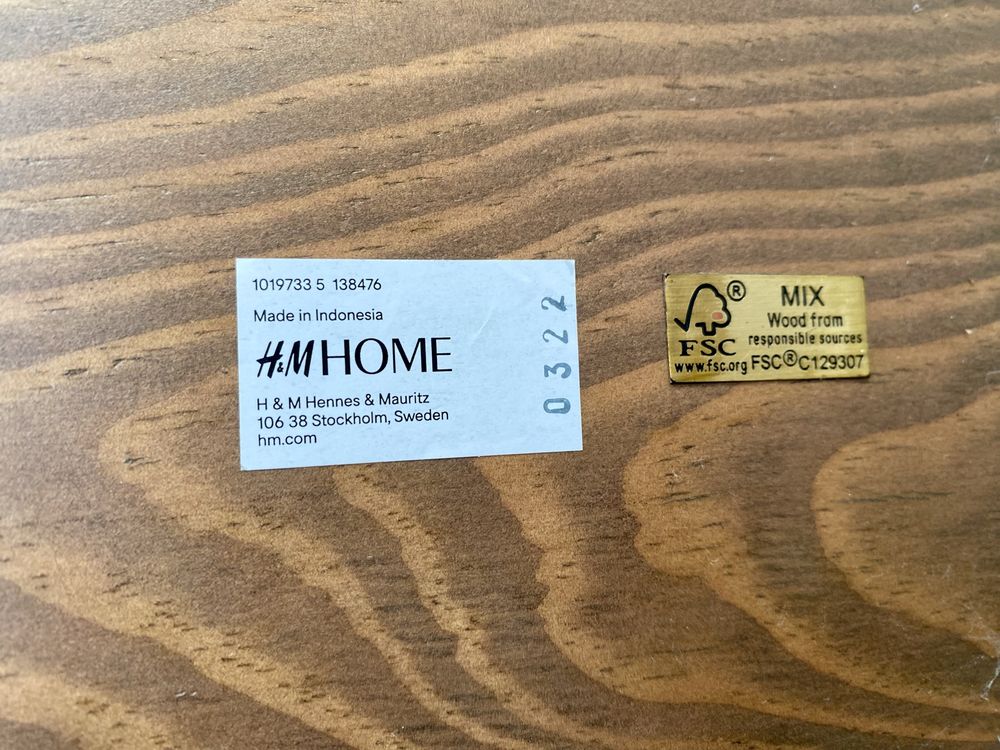 1019733 5 138476
Made in Indonesia
H&M HOME
H & M Hennes & Mauritz
106 38 Stockholm, Sweden
hm.com
0322
®
MIX
Wood from
responsible sources
FSC
www.fsc.org FSC® C129307